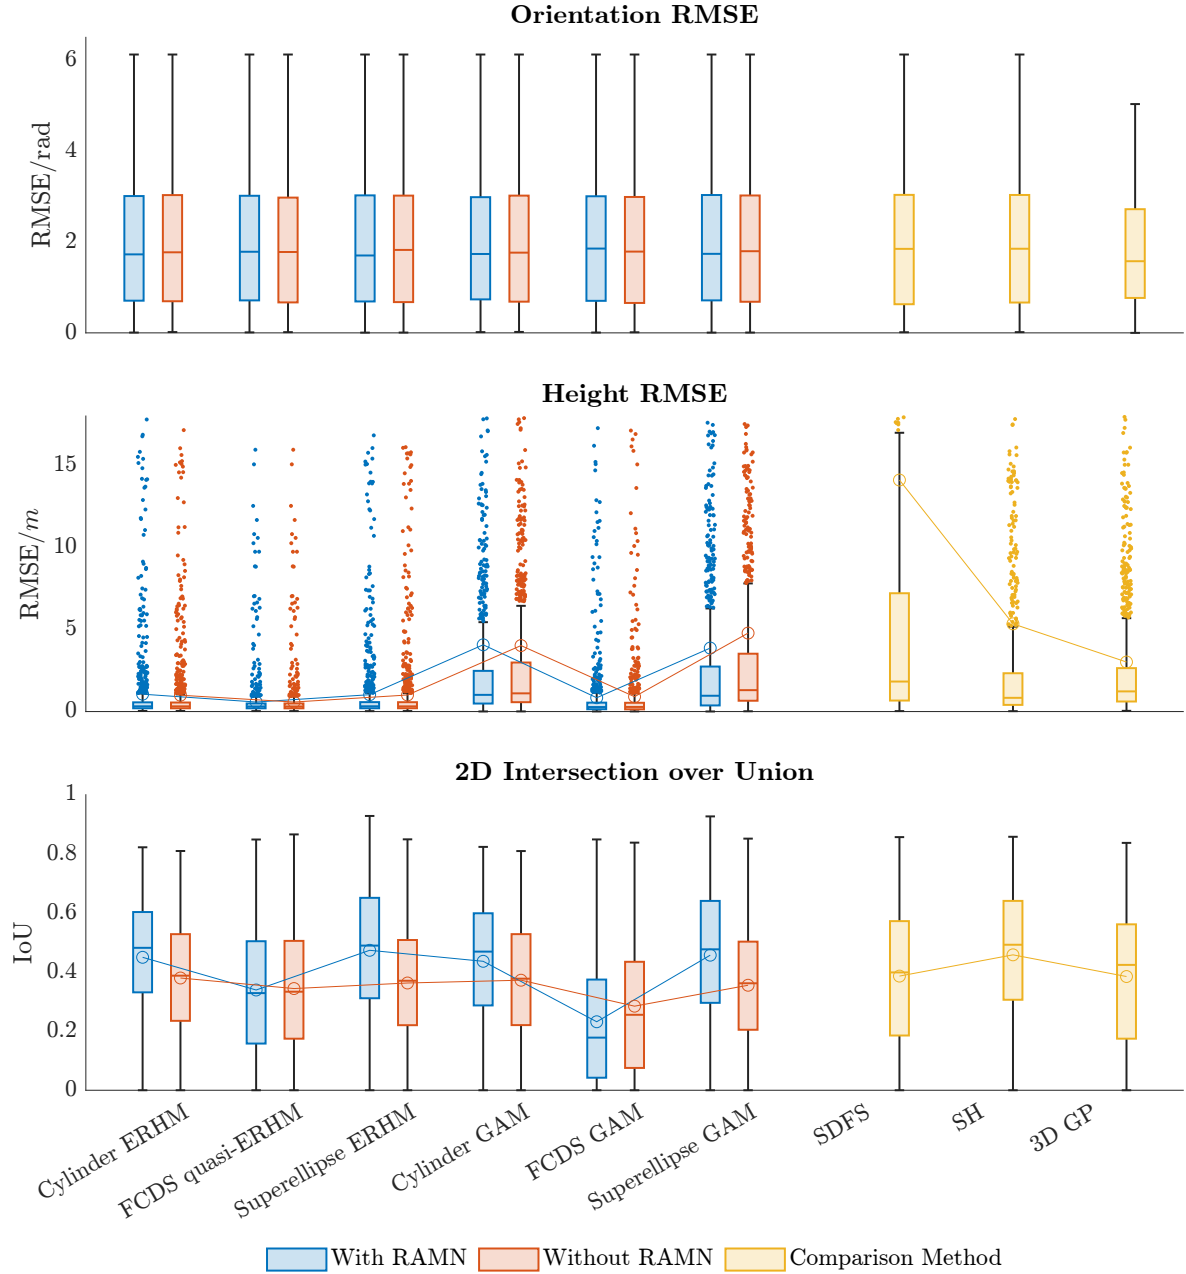 Orientation RMSE
RMSE/rad
6
4
2
0
Height RMSE
RMSE/m
15
10
5
0
2D Intersection over Union
IoU
1
0.8
0.6
0.4
0.2
0
Cylinder ERHM
FCDS quasi-ERHM
Superellipse ERHM
Cylinder GAM
FCDS GAM
Superellipse GAM
SDFS
SH
3D GP
With RAMN Without RAMN Comparison Method